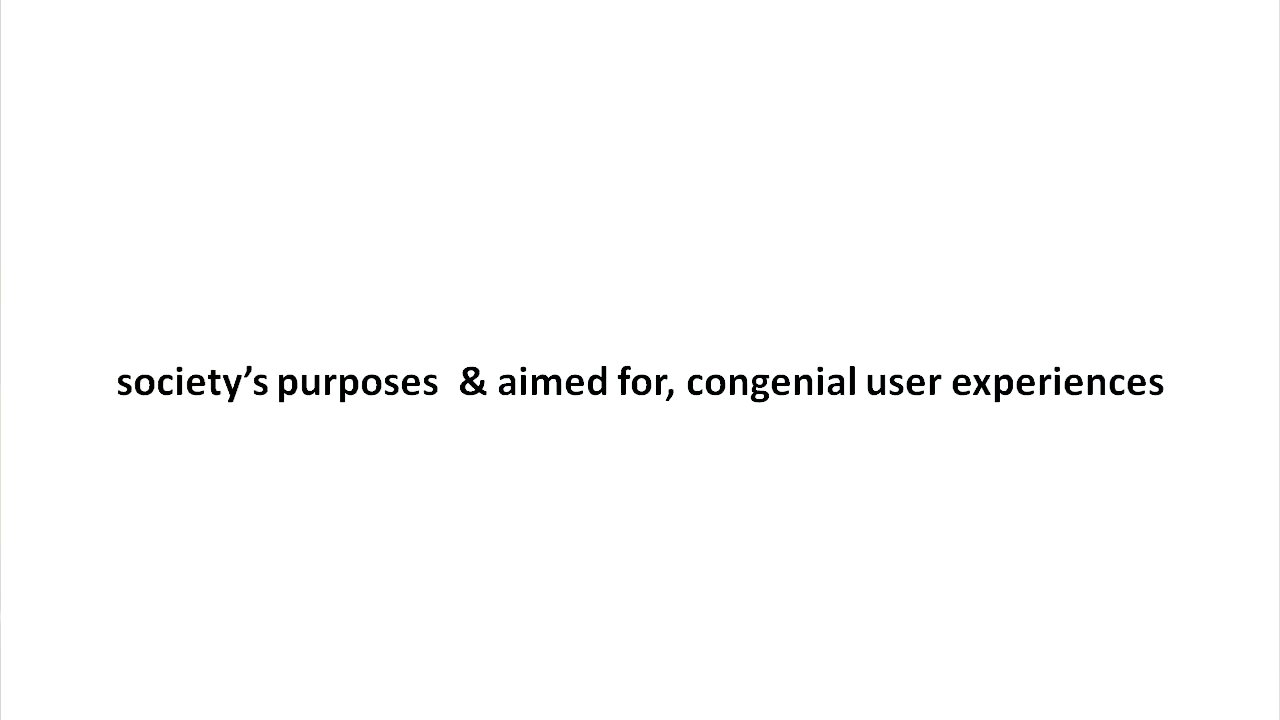 society’s purposes  & aimed for, congenial user experiences